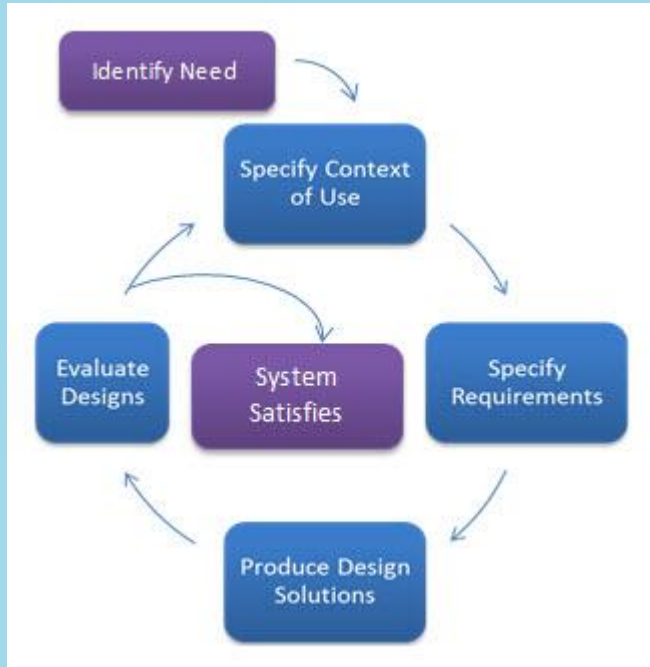 Identify Need
Specify Context
of Use
Evaluate
Designs
System
Satisfies
Specify
Requirements
Produce Design
Solutions